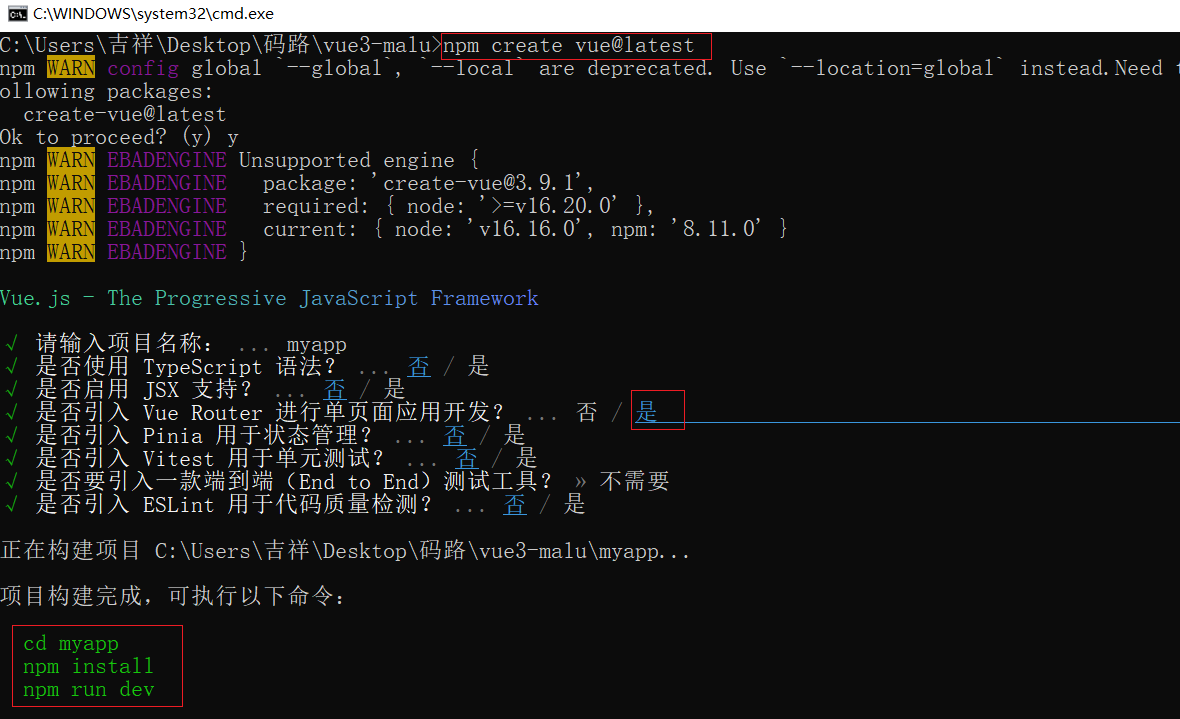 C:\WINDOWS\system32\cmd.exe
C:\Users\吉祥\Desktop\码路\vue3-malu>npm create vue@latest
npm WARN config global `--global`, `--local` are deprecated. Use `--location=global` instead.Need
ollowing packages:
create-vue@latest
Ok to proceed? (y) y
npm WARN EBADENGINE Unsupported engine {
npm WARN EBADENGINE   package: 'create-vue@3.9.1',
npm WARN EBADENGINE   required: { node: '>=v16.20.0' },
npm WARN EBADENGINE   current: { node: 'v16.16.0', npm: '8.11.0' }
npm WARN EBADENGINE }
Vue.js - The Progressive JavaScript Framework
√ 请输入项目名称： ... myapp
√ 是否使用 TypeScript 语法？ ... 否 / 是
√ 是否启用 JSX 支持？ ... 否 / 是
√ 是否引入 Vue Router 进行单页面应用开发？ ... 否 / 是
√ 是否引入 Pinia 用于状态管理？ ... 否 / 是
√ 是否引入 Vitest 用于单元测试？ ... 否 / 是
√ 是否要引入一款端到端（End to End）测试工具？ » 不需要
√ 是否引入 ESLint 用于代码质量检测？ ... 否 / 是
正在构建项目 C:\Users\吉祥\Desktop\码路\vue3-malu\myapp...
项目构建完成，可执行以下命令：
cd myapp
npm install
npm run dev